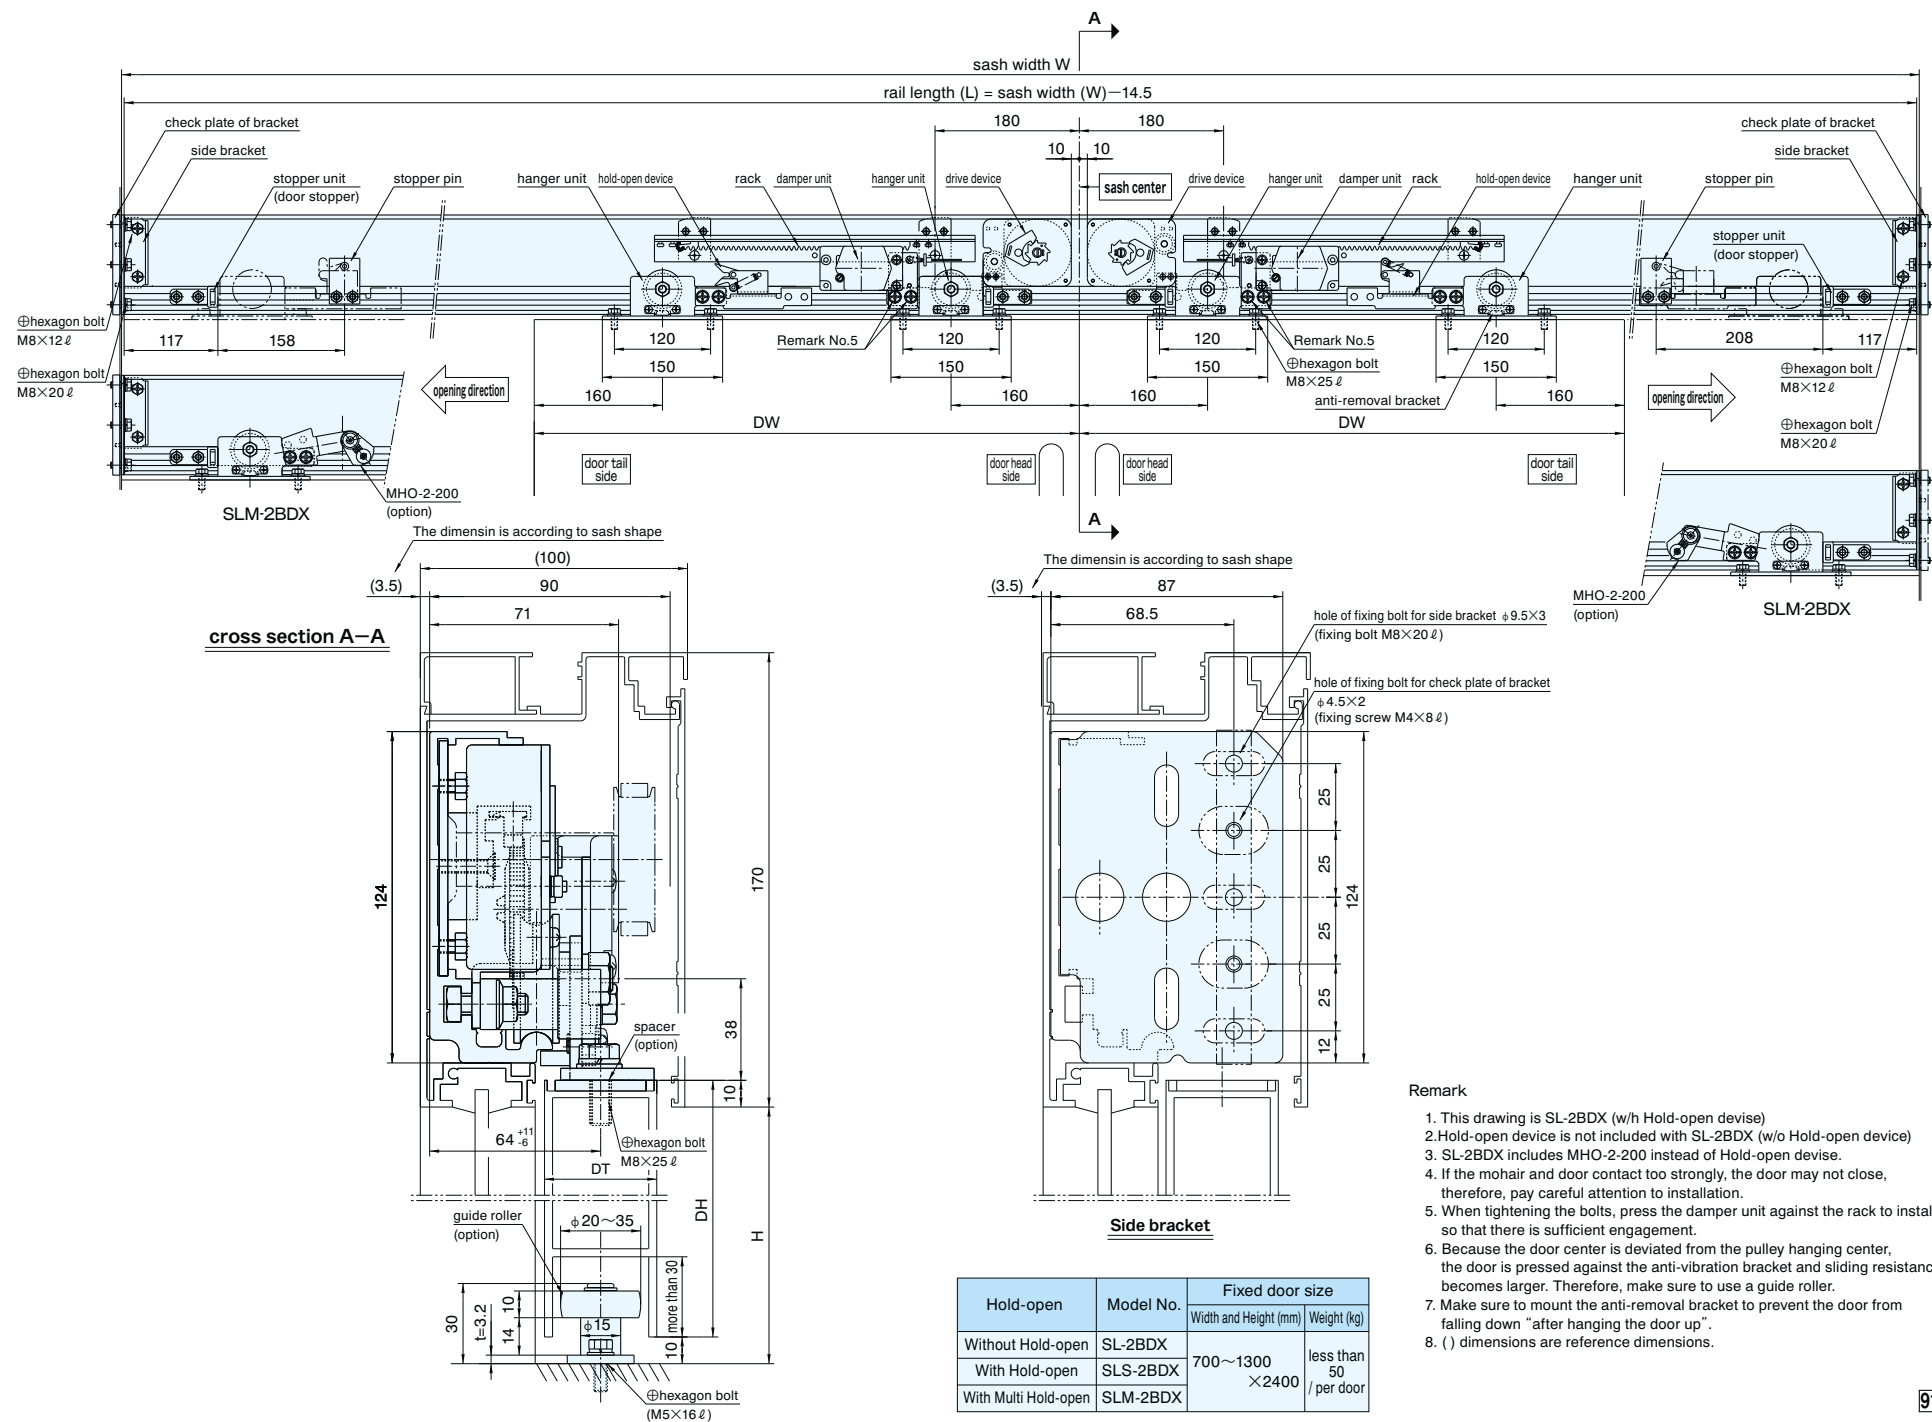 A
sash width W
rail length (L) = sash width (W)－14.5
check plate of bracket
180
180
check plate of bracket
side bracket
10
10
side bracket
stopper unit
(door stopper)
stopper pin
hanger unit
hold-open device
rack
damper unit
hanger unit
drive device
sash center
drive device
hanger unit
damper unit
rack
hold-open device
hanger unit
stopper pin
stopper unit
(door stopper)
⊕hexagon bolt
M8×12ℓ
117
158
120
Remark No.5
120
120
Remark No.5
120
208
117
⊕hexagon bolt
M8×20ℓ
150
150
150
⊕hexagon bolt
M8×25ℓ
150
⊕hexagon bolt
M8×12ℓ
opening direction
160
160
160
anti-removal bracket
160
opening direction
DW
DW
⊕hexagon bolt
M8×20ℓ
door tail
side
door head
side
door head
side
door tail
side
MHO-2-200
(option)
SLM-2BDX
A
MHO-2-200
(option)
SLM-2BDX
The dimensin is according to sash shape
(100)
(3.5)
90
71
cross section A－A
124
170
38
spacer
(option)
10
64 +11 -6
⊕hexagon bolt
M8×25ℓ
DT
DH
H
guide roller
(option)
φ20～35
more than 30
30
t=3.2
10
14
φ15
10
⊕hexagon bolt
(M5×16ℓ)
The dimensin is according to sash shape
(3.5)
87
68.5
hole of fixing bolt for side bracket φ9.5×3
(fixing bolt M8×20ℓ)
hole of fixing bolt for check plate of bracket
φ4.5×2
(fixing screw M4×8ℓ)
25
25
124
25
25
12
Side bracket
Hold-open
Model No.
Fixed door size
Width and Height (mm)
Weight (kg)
Without Hold-open
SL-2BDX
With Hold-open
SLS-2BDX
With Multi Hold-open
SLM-2BDX
700～1300
×2400
less than
50
/ per door
Remark
1. This drawing is SL-2BDX (w/h Hold-open devise)
2.Hold-open device is not included with SL-2BDX (w/o Hold-open device)
3. SL-2BDX includes MHO-2-200 instead of Hold-open devise.
4. If the mohair and door contact too strongly, the door may not close,
therefore, pay careful attention to installation.
5. When tightening the bolts, press the damper unit against the rack to install
so that there is sufficient engagement.
6. Because the door center is deviated from the pulley hanging center,
the door is pressed against the anti-vibration bracket and sliding resistanc
becomes larger. Therefore, make sure to use a guide roller.
7. Make sure to mount the anti-removal bracket to prevent the door from
falling down “after hanging the door up”.
8. ( ) dimensions are reference dimensions.